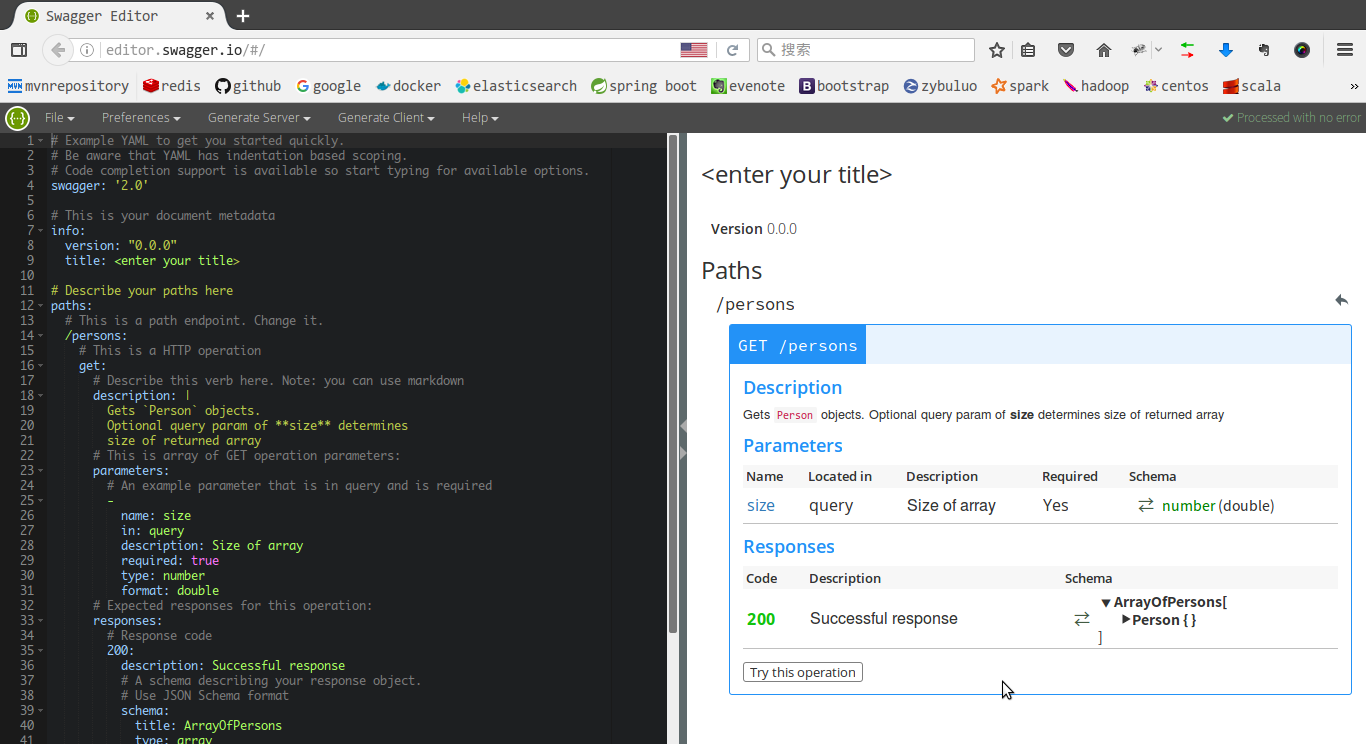 Swagger Editor
editor.swagger.io/#/
搜索
mvnrepository redis github google docker elasticsearch spring boot evenote bootstrap zybuluo spark hadoop centos scala »
File Preferences Generate Server Generate Client Help Processed with no error
1 # Example YAML to get you started quickly.
2 # Be aware that YAML has indentation based scoping.
3 # Code completion support is available so start typing for available options.
4 swagger: '2.0'
5
6 # This is your document metadata
7 info:
8 version: "0.0.0"
9 title: <enter your title>
10
11 # Describe your paths here
12 paths:
13 # This is a path endpoint. Change it.
14 /persons:
15 # This is a HTTP operation
16 get:
17 # Describe this verb here. Note: you can use markdown
18 description: |
19 Gets `Person` objects.
20 Optional query param of **size** determines
21 size of returned array
22 # This is array of GET operation parameters:
23 parameters:
24 # An example parameter that is in query and is required
25 -
26 name: size
27 in: query
28 description: Size of array
29 required: true
30 type: number
31 format: double
32 # Expected responses for this operation:
33 responses:
34 # Response code
35 200:
36 description: Successful response
37 # A schema describing your response object.
38 # Use JSON Schema format
39 schema:
40 title: ArrayOfPersons
41 type: array
<enter your title>
Version 0.0.0
Paths
/persons
GET /persons
Description
Gets Person objects. Optional query param of size determines size of returned array
Parameters
Name Located in Description Required Schema
size query Size of array Yes ⇄ number (double)
Responses
Code Description Schema
200 Successful response ⇄ ▼ArrayOfPersons[
▶Person { }
]
Try this operation